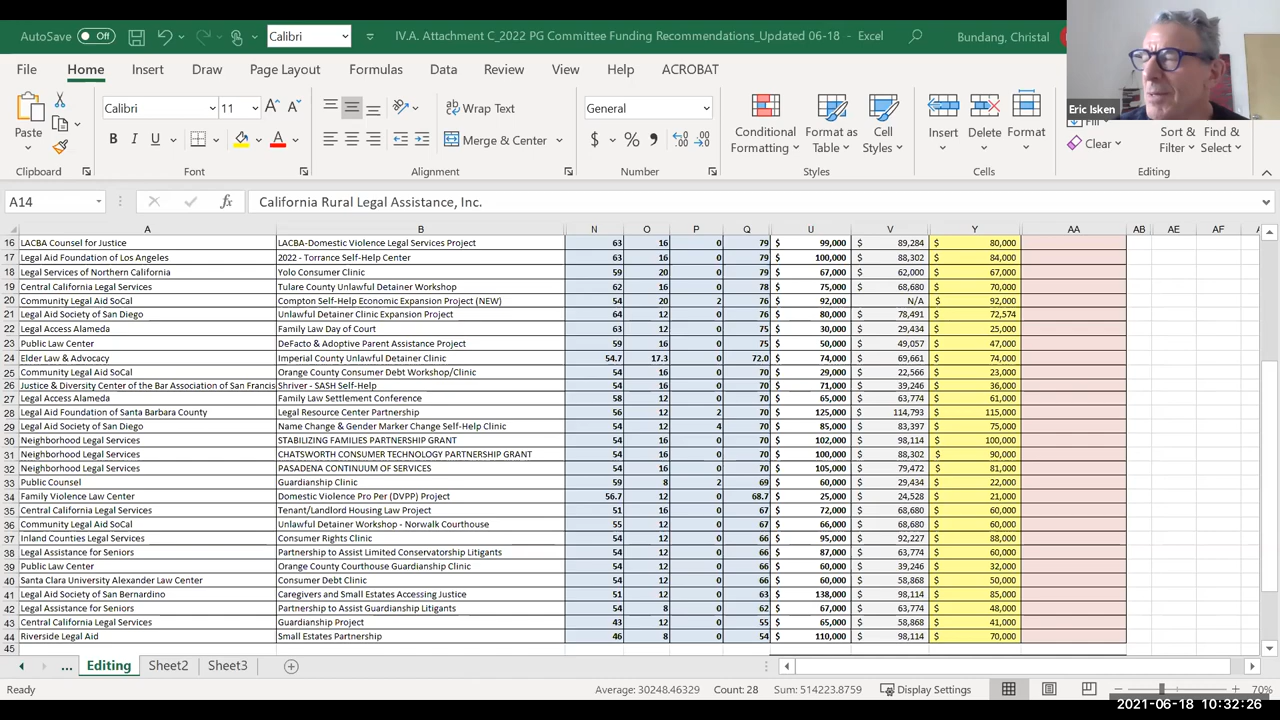 AutoSave Off Calibri IV.A. Attachment C_2022 PG Committee Funding Recommendations_Updated 06-18 - Excel Bundang, Christal
File Home Insert Draw Page Layout Formulas Data Review View Help ACROBAT
Eric Isken
Calibri 11 Wrap Text General
Paste B I U Merge & Center $ % Conditional Formatting Format as Table Cell Styles Insert Delete Format Fill Clear Sort & Filter Find & Select
Clipboard Font Alignment Number Styles Cells Editing
A14 fx California Rural Legal Assistance, Inc.
A B N O P Q U V Y AA AB AE AF AG
16 LACBA Counsel for Justice LACBA-Domestic Violence Legal Services Project 63 16 0 79 $ 99,000 $ 89,284 $ 80,000
17 Legal Aid Foundation of Los Angeles 2022 - Torrance Self-Help Center 63 16 0 79 $ 100,000 $ 88,302 $ 84,000
18 Legal Services of Northern California Yolo Consumer Clinic 59 20 0 79 $ 67,000 $ 62,000 $ 67,000
19 Central California Legal Services Tulare County Unlawful Detainer Workshop 62 16 0 78 $ 75,000 $ 68,680 $ 70,000
20 Community Legal Aid SoCal Compton Self-Help Economic Expansion Project (NEW) 54 20 2 76 $ 92,000 N/A $ 92,000
21 Legal Aid Society of San Diego Unlawful Detainer Clinic Expansion Project 64 12 0 76 $ 80,000 $ 78,491 $ 72,574
22 Legal Access Alameda Family Law Day of Court 63 12 0 75 $ 30,000 $ 29,434 $ 25,000
23 Public Law Center DeFacto & Adoptive Parent Assistance Project 59 16 0 75 $ 50,000 $ 49,057 $ 47,000
24 Elder Law & Advocacy Imperial County Unlawful Detainer Clinic 54.7 17.3 0 72.0 $ 74,000 $ 69,661 $ 74,000
25 Community Legal Aid SoCal Orange County Consumer Debt Workshop/Clinic 54 16 0 70 $ 29,000 $ 22,566 $ 23,000
26 Justice & Diversity Center of the Bar Association of San Francis Shriver - SASH Self-Help 54 16 0 70 $ 71,000 $ 39,246 $ 36,000
27 Legal Access Alameda Family Law Settlement Conference 58 12 0 70 $ 65,000 $ 63,774 $ 61,000
28 Legal Aid Foundation of Santa Barbara County Legal Resource Center Partnership 56 12 2 70 $ 125,000 $ 114,793 $ 115,000
29 Legal Aid Society of San Diego Name Change & Gender Marker Change Self-Help Clinic 54 12 4 70 $ 85,000 $ 83,397 $ 75,000
30 Neighborhood Legal Services STABILIZING FAMILIES PARTNERSHIP GRANT 54 16 0 70 $ 102,000 $ 98,114 $ 100,000
31 Neighborhood Legal Services CHATSWORTH CONSUMER TECHNOLOGY PARTNERSHIP GRANT 54 16 0 70 $ 100,000 $ 88,302 $ 90,000
32 Neighborhood Legal Services PASADENA CONTINUUM OF SERVICES 54 16 0 70 $ 105,000 $ 79,472 $ 81,000
33 Public Counsel Guardianship Clinic 59 8 2 69 $ 60,000 $ 29,434 $ 22,000
34 Family Violence Law Center Domestic Violence Pro Per (DVPP) Project 56.7 12 0 68.7 $ 25,000 $ 24,528 $ 21,000
35 Central California Legal Services Tenant/Landlord Housing Law Project 51 16 0 67 $ 72,000 $ 68,680 $ 60,000
36 Community Legal Aid SoCal Unlawful Detainer Workshop - Norwalk Courthouse 55 12 0 67 $ 66,000 $ 68,680 $ 60,000
37 Inland Counties Legal Services Consumer Rights Clinic 54 12 0 66 $ 95,000 $ 92,227 $ 88,000
38 Legal Assistance for Seniors Partnership to Assist Limited Conservatorship Litigants 54 12 0 66 $ 87,000 $ 63,774 $ 60,000
39 Public Law Center Orange County Courthouse Guardianship Clinic 54 12 0 66 $ 60,000 $ 39,246 $ 32,000
40 Santa Clara University Alexander Law Center Consumer Debt Clinic 54 12 0 66 $ 60,000 $ 58,868 $ 50,000
41 Legal Aid Society of San Bernardino Caregivers and Small Estates Accessing Justice 51 12 0 63 $ 138,000 $ 98,114 $ 85,000
42 Legal Assistance for Seniors Partnership to Assist Guardianship Litigants 54 8 0 62 $ 67,000 $ 63,774 $ 48,000
43 Central California Legal Services Guardianship Project 43 12 0 55 $ 65,000 $ 58,868 $ 41,000
44 Riverside Legal Aid Small Estates Partnership 46 8 0 54 $ 110,000 $ 98,114 $ 70,000
45
... Editing Sheet2 Sheet3
Ready Average: 30248.46329 Count: 28 Sum: 514223.8759 Display Settings 70%
2021-06-18 10:32:26